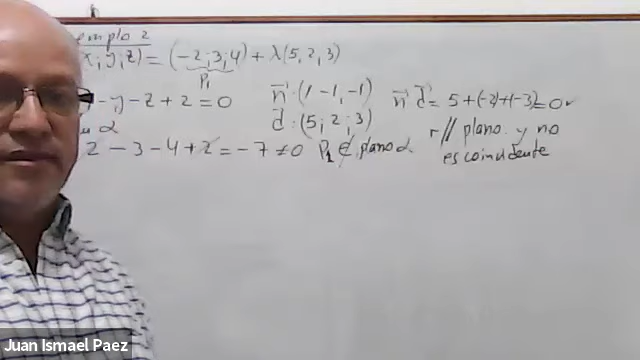 emplo 2
x; y; z) = (-2; 3; 4) + λ(5, 2, 3)
P₁
- y - z + 2 = 0
α
2 - 3 - 4 + 2 = -7 ≠ 0 P₁ ∉ plano α
n⃗: (1 -1, -1)
d⃗: (5; 2; 3)
n⃗ d⃗ = 5 + (-2) + (-3) = 0
r // plano y no
es coincidente
Juan Ismael Paez